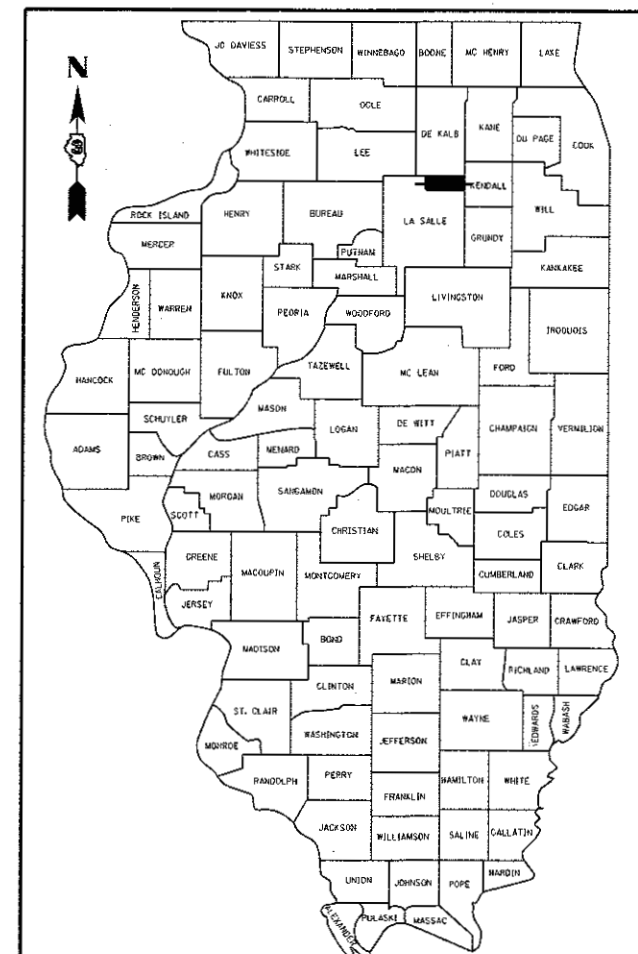 JO DAVIESS STEPHENSON WINNEBAGO BOONE MC HENRY LAKE
N
CARROLL OGLE DE KALB KANE DU PAGE COOK
WHITESIDE LEE
KENDALL WILL
ROCK ISLAND HENRY BUREAU LA SALLE GRUNDY
MERCER PUTNAM
STARK MARSHALL KANKAKEE
HENDERSON WARREN KNOX PEORIA WOODFORD LIVINGSTON IROQUOIS
HANCOCK MC DONOUGH FULTON TAZEWELL MC LEAN FORD
SCHUYLER MASON LOGAN DE WITT CHAMPAIGN VERMILION
ADAMS BROWN CASS MENARD MACON PIATT
MORGAN SANGAMON DOUGLAS EDGAR
PIKE SCOTT CHRISTIAN MOULTRIE COLES
GREENE SHELBY
CALHOUN MACOUPIN MONTGOMERY CUMBERLAND CLARK
JERSEY FAYETTE EFFINGHAM JASPER CRAWFORD
MADISON BOND
CLAY RICHLAND LAWRENCE
CLINTON MARION
ST. CLAIR WAYNE EDWARDS WABASH
WASHINGTON JEFFERSON
MONROE
RANDOLPH PERRY HAMILTON WHITE
FRANKLIN
JACKSON WILLIAMSON SALINE GALLATIN
UNION JOHNSON POPE HARDIN
ALEXANDER PULASKI MASSAC